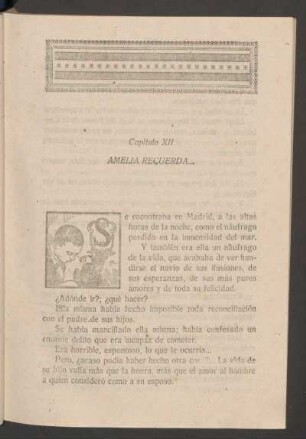 Capítulo XII
AMELIA RECUERDA...
Se encontraba en Madrid, a las altas
horas de la noche, como el náufrago
perdido en la inmensidad del mar.
Y también era ella un náufrago
de la vida, que acababa de ver hun-
dirse el navío de sus ilusiones, de
sus esperanzas, de sus más puros
amores y de toda su felicidad.
¿Adónde ir?; ¿qué hacer?
Ella misma había hecho imposible toda reconciliación
con el padre de sus hijos.
Se había mancillado ella misma; había confesado un
enorme delito que era incapaz de cometer.
Era horrible, espantoso, lo que le ocurría...
Pero, ¿acaso podía haber hecho otra cosa?... La vida de
su hijo valía más que la honra, más que el amor al hombre
a quien consideró como a su esposo.